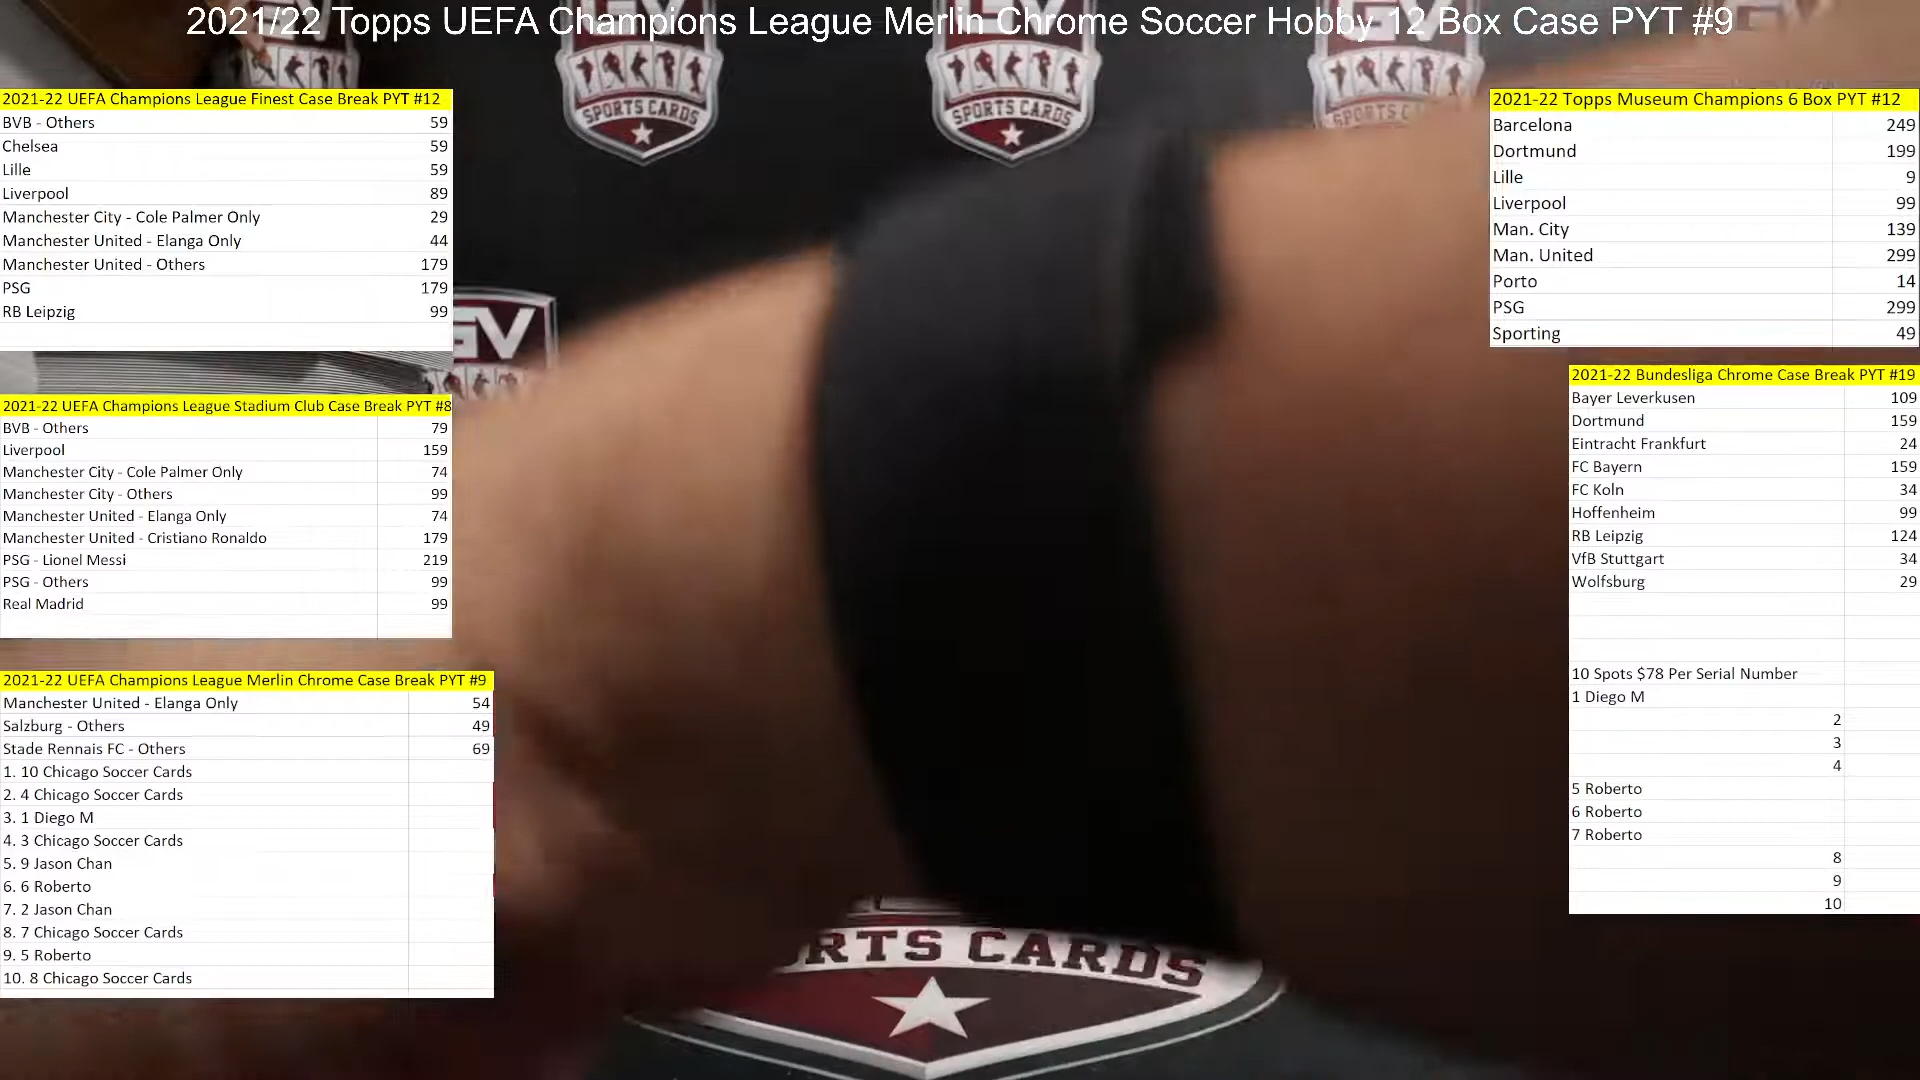 2021/22 Topps UEFA Champions League Merlin Chrome Soccer Hobby 12 Box Case PYT #9
SPORTS CARDS
SPORTS CARDS
SPORTS CARDS
2021-22 UEFA Champions League Finest Case Break PYT #12
BVB - Others 59
Chelsea 59
Lille 59
Liverpool 89
Manchester City - Cole Palmer Only 29
Manchester United - Elanga Only 44
Manchester United - Others 179
PSG 179
RB Leipzig 99
GV
2021-22 UEFA Champions League Stadium Club Case Break PYT #8
BVB - Others 79
Liverpool 159
Manchester City - Cole Palmer Only 74
Manchester City - Others 99
Manchester United - Elanga Only 74
Manchester United - Cristiano Ronaldo 179
PSG - Lionel Messi 219
PSG - Others 99
Real Madrid 99
2021-22 UEFA Champions League Merlin Chrome Case Break PYT #9
Manchester United - Elanga Only 54
Salzburg - Others 49
Stade Rennais FC - Others 69
1. 10 Chicago Soccer Cards
2. 4 Chicago Soccer Cards
3. 1 Diego M
4. 3 Chicago Soccer Cards
5. 9 Jason Chan
6. 6 Roberto
7. 2 Jason Chan
8. 7 Chicago Soccer Cards
9. 5 Roberto
10. 8 Chicago Soccer Cards
2021-22 Topps Museum Champions 6 Box PYT #12
Barcelona 249
Dortmund 199
Lille 9
Liverpool 99
Man. City 139
Man. United 299
Porto 14
PSG 299
Sporting 49
2021-22 Bundesliga Chrome Case Break PYT #19
Bayer Leverkusen 109
Dortmund 159
Eintracht Frankfurt 24
FC Bayern 159
FC Koln 34
Hoffenheim 99
RB Leipzig 124
VfB Stuttgart 34
Wolfsburg 29
10 Spots $78 Per Serial Number
1 Diego M
2
3
4
5 Roberto
6 Roberto
7 Roberto
8
9
10
RTS CARDS